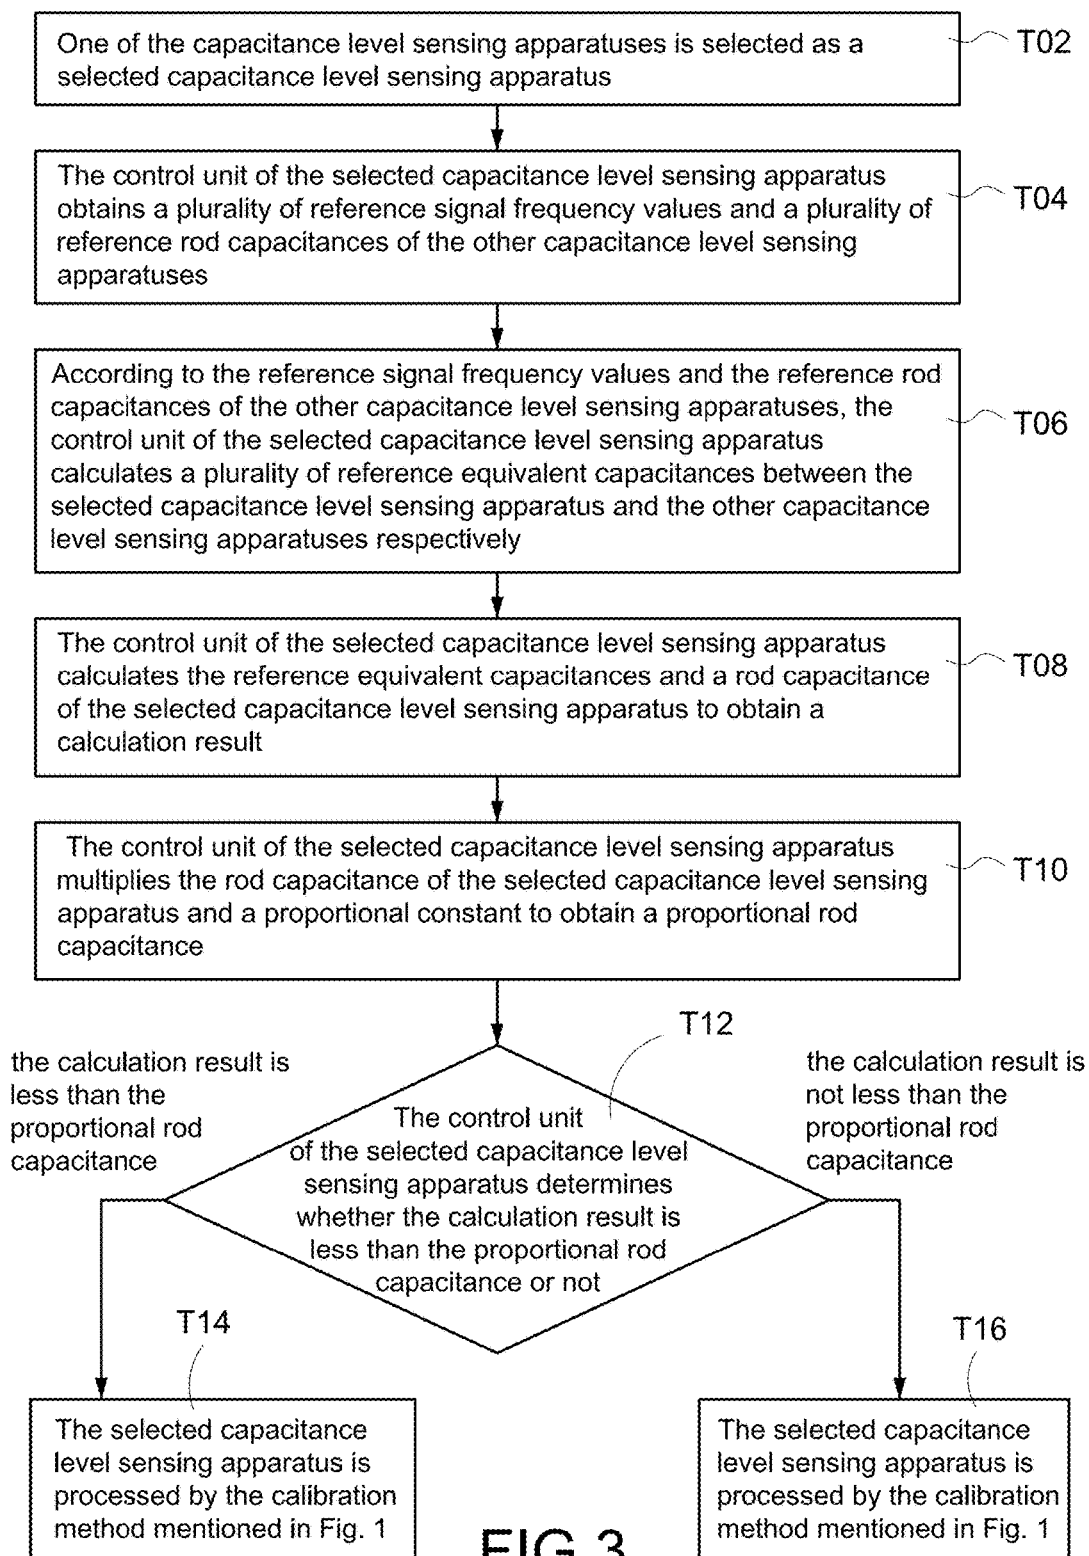 One of the capacitance level sensing apparatuses is selected as a
selected capacitance level sensing apparatus
T02
The control unit of the selected capacitance level sensing apparatus
obtains a plurality of reference signal frequency values and a plurality of
reference rod capacitances of the other capacitance level sensing
apparatuses
T04
According to the reference signal frequency values and the reference rod
capacitances of the other capacitance level sensing apparatuses, the
control unit of the selected capacitance level sensing apparatus
calculates a plurality of reference equivalent capacitances between the
selected capacitance level sensing apparatus and the other capacitance
level sensing apparatuses respectively
T06
The control unit of the selected capacitance level sensing apparatus
calculates the reference equivalent capacitances and a rod capacitance
of the selected capacitance level sensing apparatus to obtain a
calculation result
T08
The control unit of the selected capacitance level sensing apparatus
multiplies the rod capacitance of the selected capacitance level sensing
apparatus and a proportional constant to obtain a proportional rod
capacitance
T10
T12
the calculation result is
less than the
proportional rod
capacitance
The control unit
of the selected capacitance level
sensing apparatus determines
whether the calculation result is
less than the proportional rod
capacitance or not
the calculation result is
not less than the
proportional rod
capacitance
T14
The selected capacitance
level sensing apparatus is
processed by the calibration
method mentioned in Fig. 1
T16
The selected capacitance
level sensing apparatus is
processed by the calibration
method mentioned in Fig. 1
FIG.3